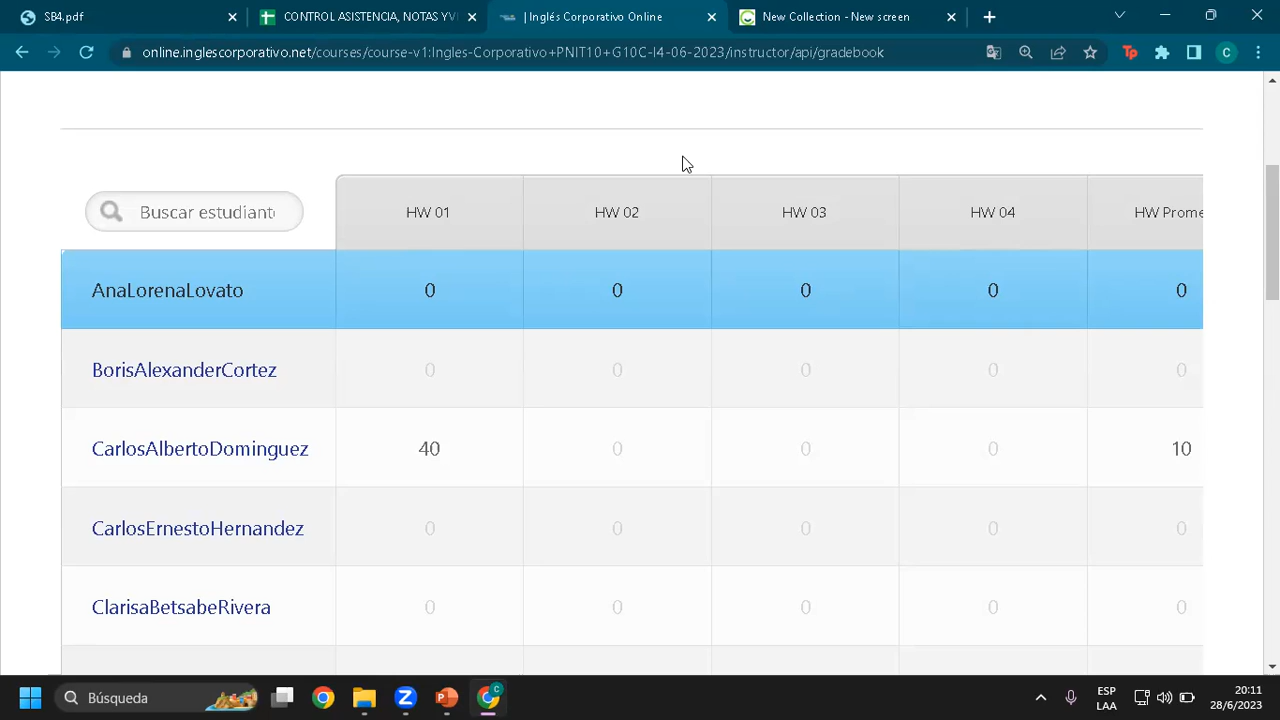 SB4.pdf
CONTROL ASISTENCIA, NOTAS YVI
| Inglés Corporativo Online
New Collection - New screen
online.inglescorporativo.net/courses/course-v1:Ingles-Corporativo+PNIT10+G10C-I4-06-2023/instructor/api/gradebook
Tp
C
Buscar estudiant
HW 01
HW 02
HW 03
HW 04
HW Prome
AnaLorenaLovato
0
0
0
0
0
BorisAlexanderCortez
0
0
0
0
0
CarlosAlbertoDominguez
40
0
0
0
10
CarlosErnestoHernandez
0
0
0
0
0
ClarisaBetsabeRivera
0
0
0
0
0
Búsqueda
C
ESP
LAA
20:11
28/6/2023